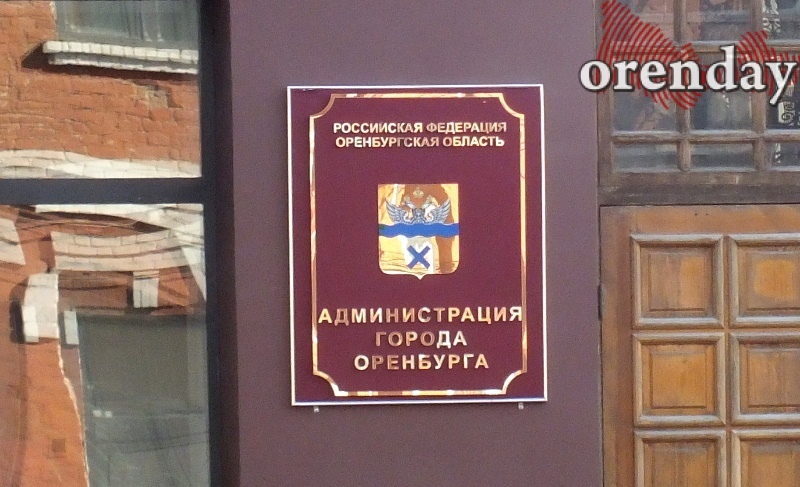 orenday
РОССИЙСКАЯ ФЕДЕРАЦИЯ
ОРЕНБУРГСКАЯ ОБЛАСТЬ
АДМИНИСТРАЦИЯ
ГОРОДА
ОРЕНБУРГА